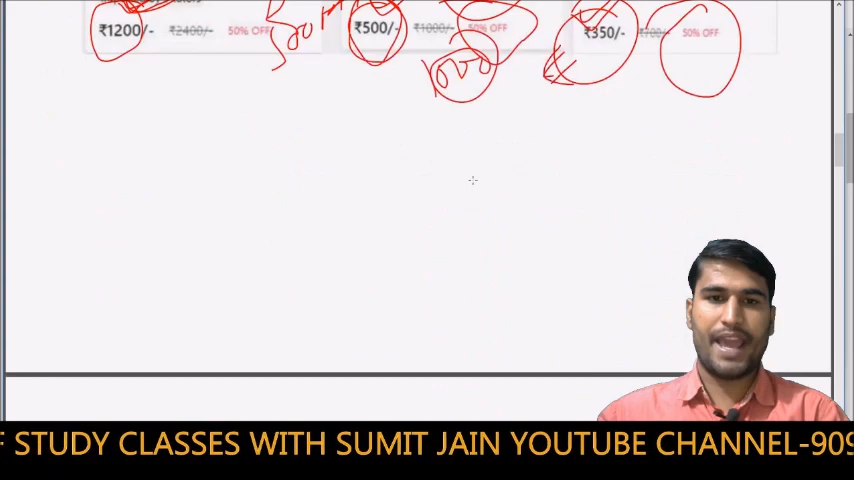 ₹1200/- ₹2400/- 50% OFF ₹500/- ₹1000/- 50% OFF ₹350/- ₹700/- 50% OFF
1000
STUDY CLASSES WITH SUMIT JAIN YOUTUBE CHANNEL-909